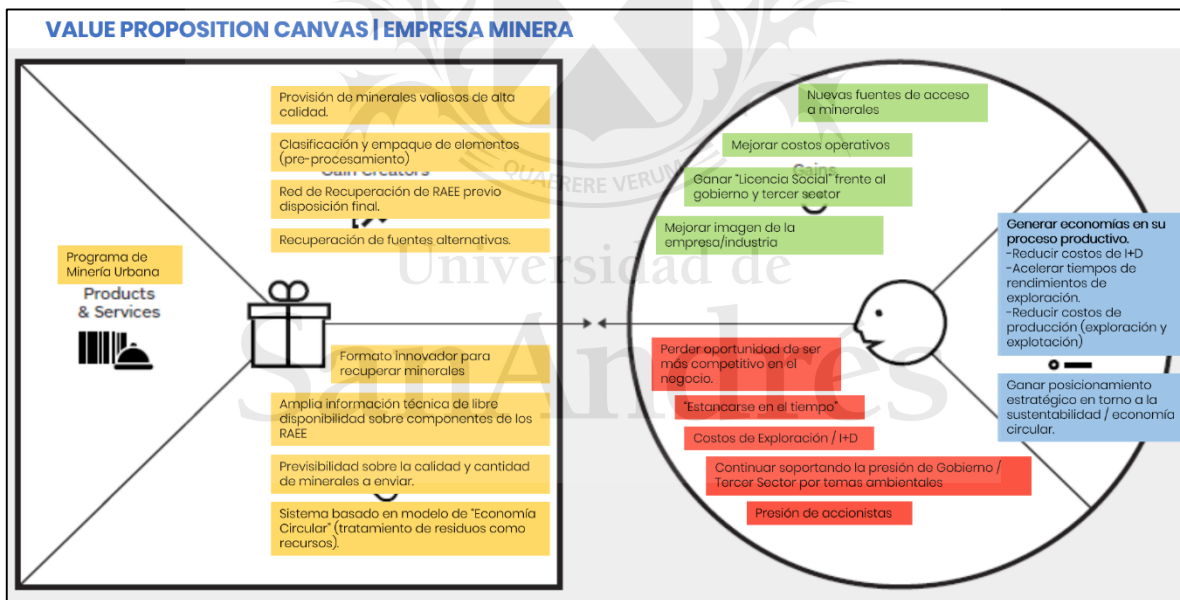 VALUE PROPOSITION CANVAS | EMPRESA MINERA
Provisión de minerales valiosos de alta
calidad.
Clasificación y empaque de elementos
(pre-procesamiento)
Gain Creators
Red de Recuperación de RAEE previo
disposición final.
Recuperación de fuentes alternativas.
Programa de
Minería Urbana
Products
& Services
Formato innovador para
recuperar minerales
Amplia información técnica de libre
disponibilidad sobre componentes de los
RAEE
Previsibilidad sobre la calidad y cantidad
de minerales a enviar.
Sistema basado en modelo de "Economía
Circular" (tratamiento de residuos como
recursos).
Nuevas fuentes de acceso
a minerales
Mejorar costos operativos
Gains
Ganar "Licencia Social" frente al
gobierno y tercer sector
Mejorar imagen de la
empresa/industria
Generar economías en su
proceso productivo.
-Reducir costos de I+D
-Acelerar tiempos de
rendimientos de
exploración.
-Reducir costos de
producción (exploración y
explotación)
Ganar posicionamiento
estratégico en torno a la
sustentabilidad / economía
circular.
Perder oportunidad de ser
más competitivo en el
negocio.
"Estancarse en el tiempo"
Costos de Exploración / I+D
Continuar soportando la presión de Gobierno /
Tercer Sector por temas ambientales
Presión de accionistas
QUAERERE VERUM
Universidad de
SanAndres